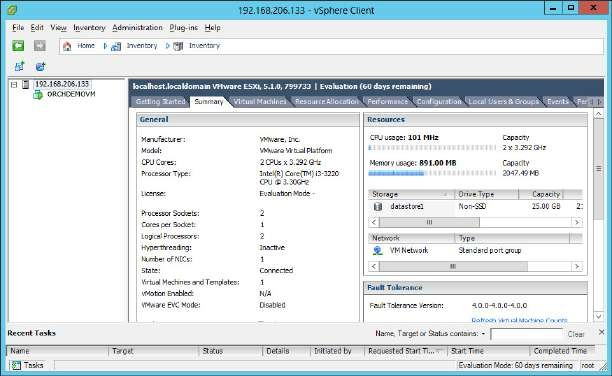 192.168.206.133 - vSphere Client
File Edit View Inventory Administration Plug-ins Help
Home Inventory Inventory
192.168.206.133
ORCHDEMOVM
localhost.localdomain VMware ESXi, 5.1.0, 799733 | Evaluation (60 days remaining)
Getting Started Summary Virtual Machines Resource Allocation Performance Configuration Local Users & Groups Events Per
General
Manufacturer: VMware, Inc.
Model: VMware Virtual Platform
CPU Cores: 2 CPUs x 3.292 GHz
Processor Type: Intel(R) Core(TM) i3-3220
CPU @ 3.30GHz
License: Evaluation Mode -
Processor Sockets: 2
Cores per Socket: 1
Logical Processors: 2
Hyperthreading: Inactive
Number of NICs: 1
State: Connected
Virtual Machines and Templates: 1
vMotion Enabled: N/A
VMware EVC Mode: Disabled
Resources
CPU usage: 101 MHz Capacity
2 x 3.292 GHz
Memory usage: 891.00 MB Capacity
2047.49 MB
Storage Drive Type Capacity
datastore1 Non-SSD 25.00 GB 2
Network Type
VM Network Standard port group
Fault Tolerance
Fault Tolerance Version: 4.0.0-4.0.0-4.0.0
Refresh Virtual Machine Counts
Recent Tasks
Name, Target or Status contains: Clear
Name Target Status Details Initiated by Requested Start Ti... Start Time Completed Time
Tasks Evaluation Mode: 60 days remaining root